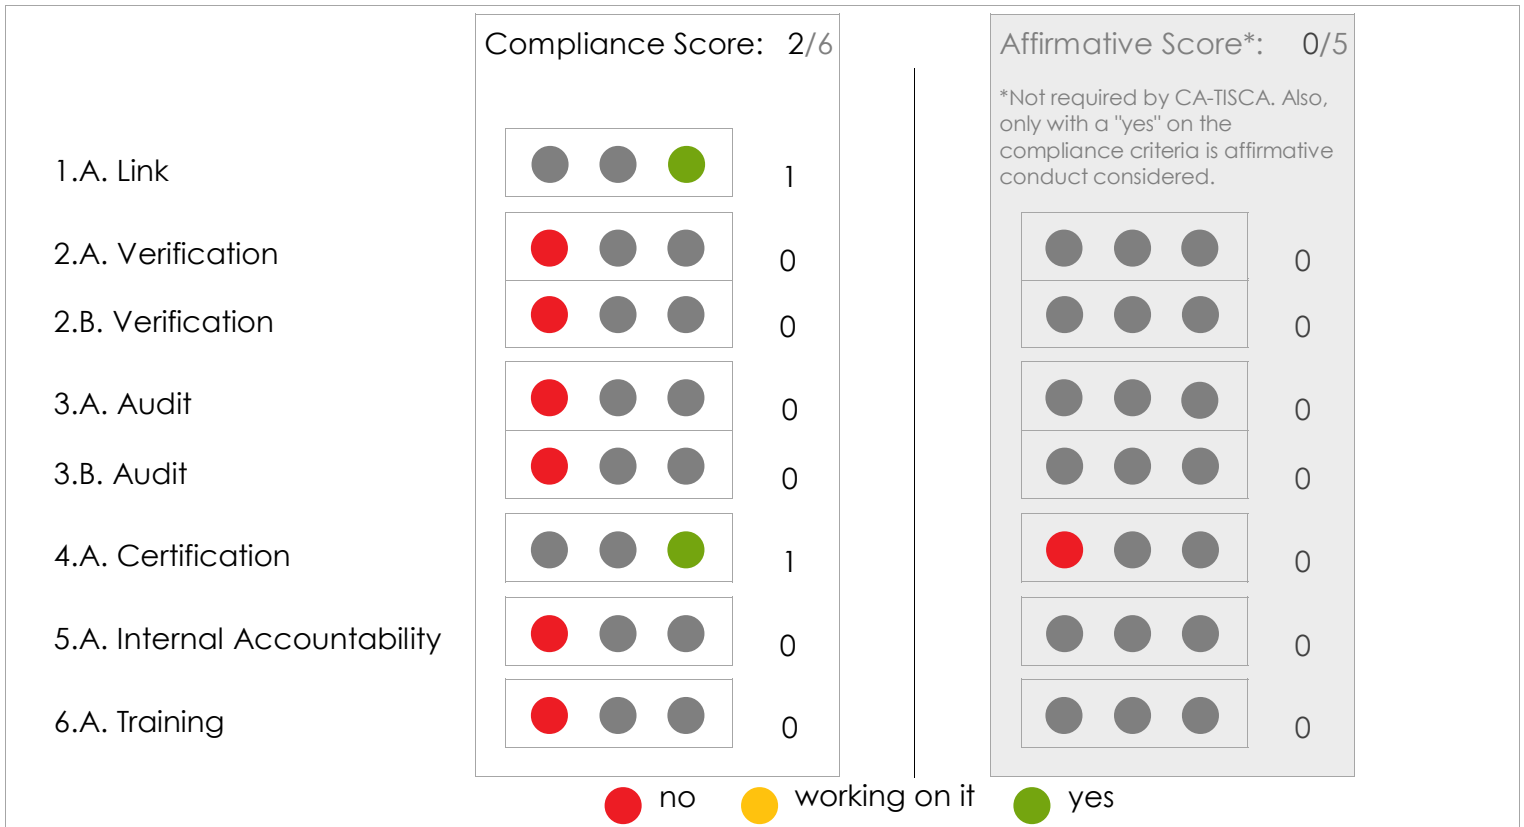 Compliance Score: 2/6
Affirmative Score*: 0/5
*Not required by CA-TISCA. Also,
only with a "yes" on the
compliance criteria is affirmative
conduct considered.
1.A. Link 1
2.A. Verification 0 0
2.B. Verification 0 0
3.A. Audit 0 0
3.B. Audit 0 0
4.A. Certification 1 0
5.A. Internal Accountability 0 0
6.A. Training 0 0
no working on it yes